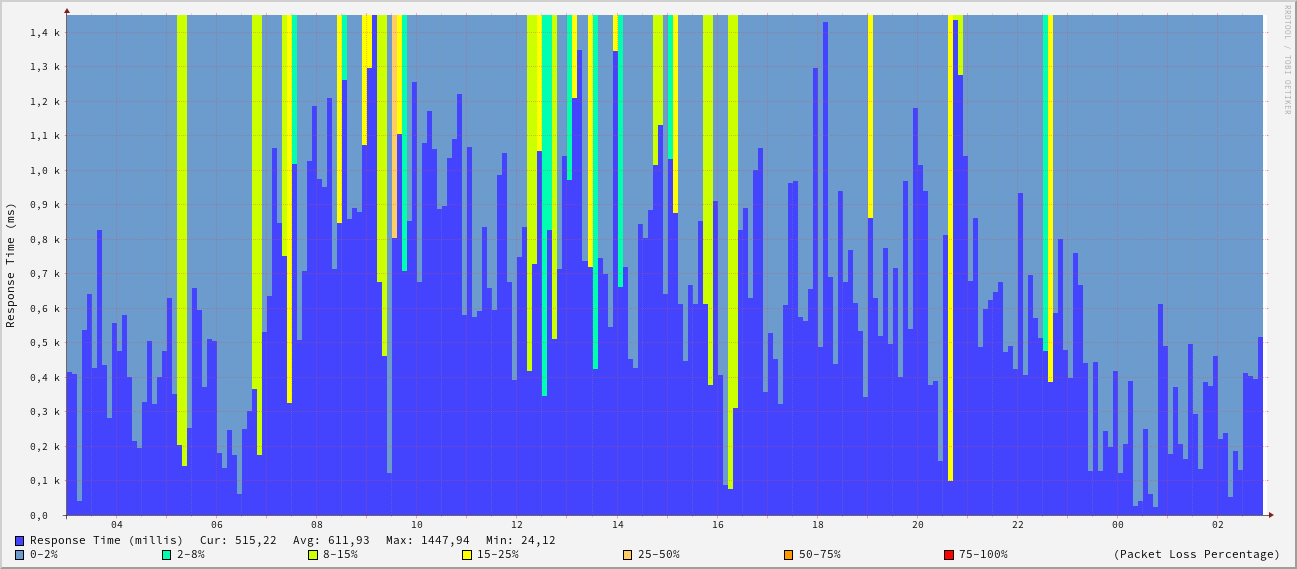 RRDTOOL / TOBI OETIKER
Response Time (ms)
1,4 k
1,3 k
1,2 k
1,1 k
1,0 k
0,9 k
0,8 k
0,7 k
0,6 k
0,5 k
0,4 k
0,3 k
0,2 k
0,1 k
0,0
04 06 08 10 12 14 16 18 20 22 00 02
Response Time (millis) Cur: 515,22 Avg: 611,93 Max: 1447,94 Min: 24,12
0-2% 2-8% 8-15% 15-25% 25-50% 50-75% 75-100% (Packet Loss Percentage)